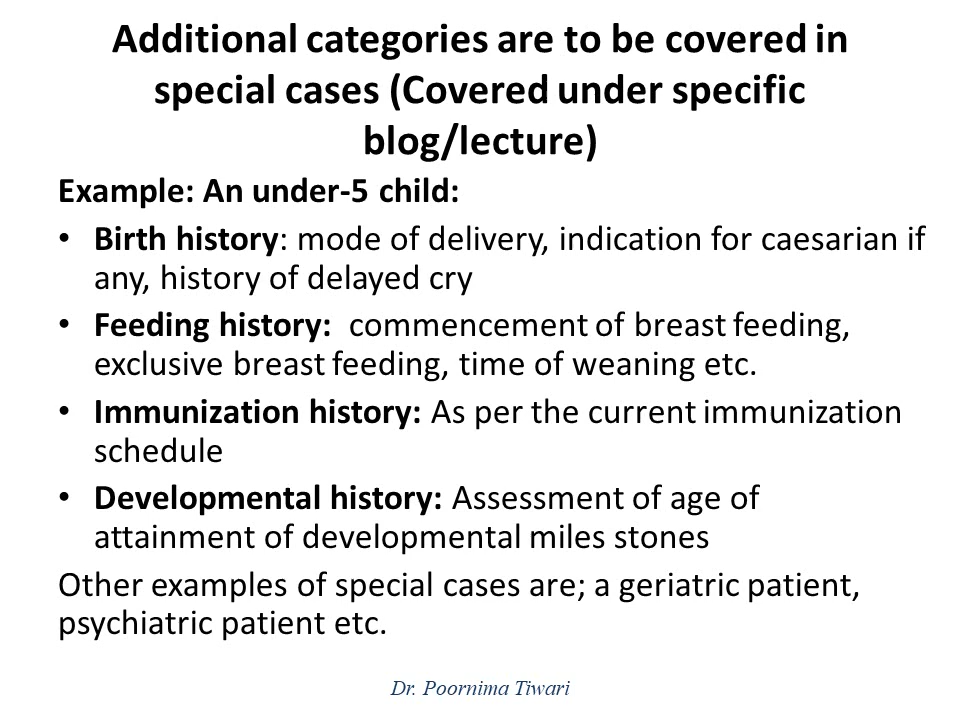 Additional categories are to be covered in
special cases (Covered under specific
blog/lecture)
Example: An under-5 child:
• Birth history: mode of delivery, indication for caesarian if
any, history of delayed cry
• Feeding history: commencement of breast feeding,
exclusive breast feeding, time of weaning etc.
• Immunization history: As per the current immunization
schedule
• Developmental history: Assessment of age of
attainment of developmental miles stones
Other examples of special cases are; a geriatric patient,
psychiatric patient etc.
Dr. Poornima Tiwari